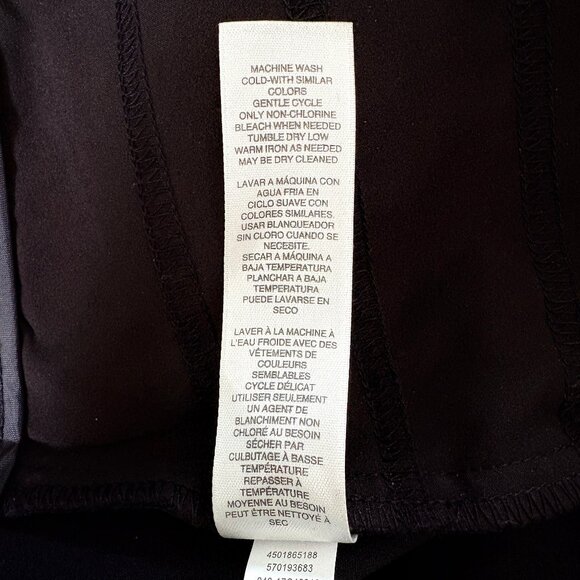 MACHINE WASH
COLD-WITH SIMILAR
COLORS
GENTLE CYCLE
ONLY NON-CHLORINE
BLEACH WHEN NEEDED
TUMBLE DRY LOW
WARM IRON AS NEEDED
MAY BE DRY CLEANED
LAVAR A MÁQUINA CON
AGUA FRIA EN
CICLO SUAVE CON
COLORES SIMILARES.
USAR BLANQUEADOR
SIN CLORO CUANDO SE
NECESITE.
SECAR A MÁQUINA A
BAJA TEMPERATURA
PLANCHAR A BAJA
TEMPERATURA
PUEDE LAVARSE EN
SECO
LAVER À LA MACHINE À
L'EAU FROIDE AVEC DES
VÊTEMENTS DE
COULEURS
SEMBLABLES
CYCLE DÉLICAT
UTILISER SEULEMENT
UN AGENT DE
BLANCHIMENT NON
CHLORÉ AU BESOIN
SÉCHER PAR
CULBUTAGE À BASSE
TEMPÉRATURE
REPASSER À
TEMPÉRATURE
MOYENNE AU BESOIN
PEUT ÊTRE NETTOYÉ À
SEC
4501865188
570193683